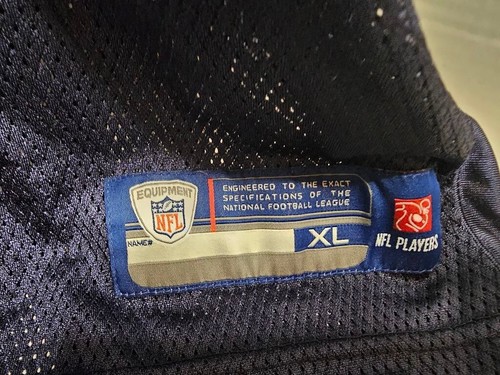 EQUIPMENT
NFL
ENGINEERED TO THE EXACT
SPECIFICATIONS OF THE
NATIONAL FOOTBALL LEAGUE
NAME#
XL
NFL PLAYERS